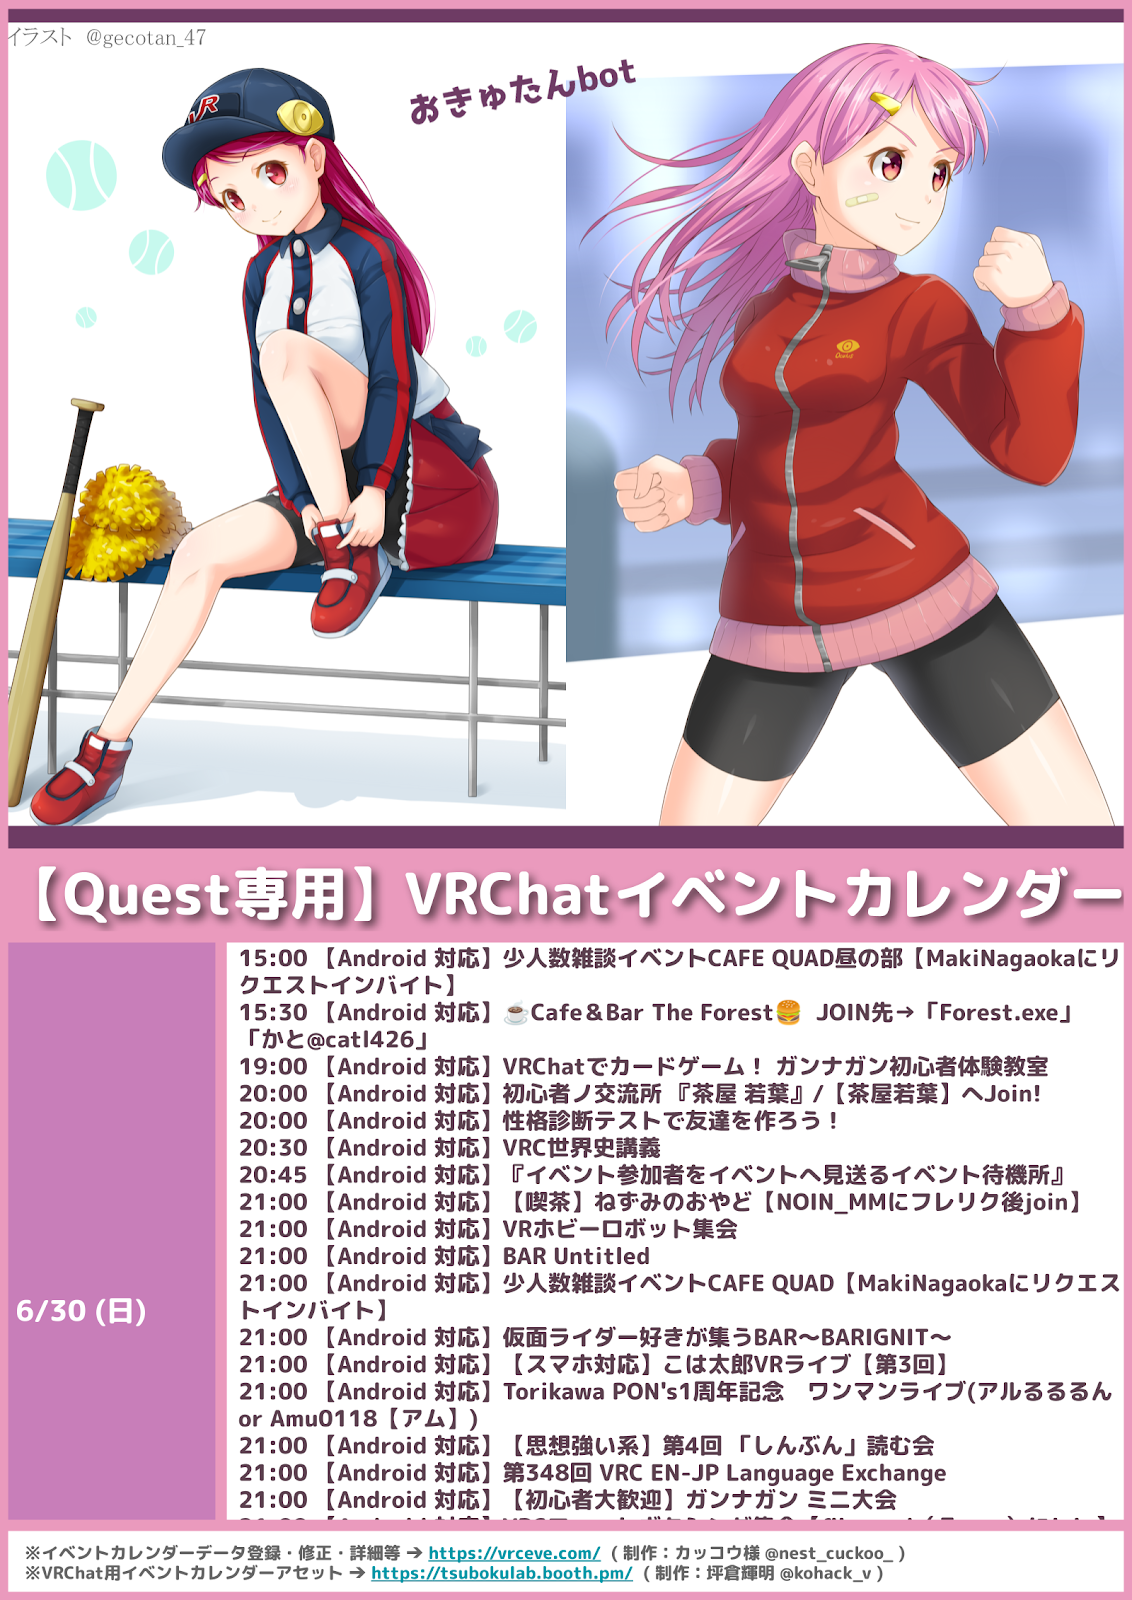 イラスト @gecotan_47
おきゅたんbot
VR
Quest
【Quest専用】VRChatイベントカレンダー
6/30 (日)
15:00 【Android 対応】少人数雑談イベントCAFE QUAD昼の部【MakiNagaokaにリ
クエストインバイト】
15:30 【Android 対応】☕Cafe＆Bar The Forest🍔 JOIN先→「Forest.exe」
「かと@catl426」
19:00 【Android 対応】VRChatでカードゲーム！ ガンナガン初心者体験教室
20:00 【Android 対応】初心者ノ交流所 『茶屋 若葉』/【茶屋若葉】へJoin!
20:00 【Android 対応】性格診断テストで友達を作ろう！
20:30 【Android 対応】VRC世界史講義
20:45 【Android 対応】『イベント参加者をイベントへ見送るイベント待機所』
21:00 【Android 対応】【喫茶】ねずみのおやど【NOIN_MMにフレリク後join】
21:00 【Android 対応】VRホビーロボット集会
21:00 【Android 対応】BAR Untitled
21:00 【Android 対応】少人数雑談イベントCAFE QUAD【MakiNagaokaにリクエス
トインバイト】
21:00 【Android 対応】仮面ライダー好きが集うBAR～BARIGNIT～
21:00 【Android 対応】【スマホ対応】こは太郎VRライブ【第3回】
21:00 【Android 対応】Torikawa PON's1周年記念　ワンマンライブ(アルるるるん
or Amu0118【アム】)
21:00 【Android 対応】【思想強い系】第4回 「しんぶん」読む会
21:00 【Android 対応】第348回 VRC EN-JP Language Exchange
21:00 【Android 対応】【初心者大歓迎】ガンナガン ミニ大会
※イベントカレンダーデータ登録・修正・詳細等 ➔ https://vrceve.com/ ( 制作：カッコウ様 @nest_cuckoo_ )
※VRChat用イベントカレンダーアセット ➔ https://tsubokulab.booth.pm/ ( 制作：坪倉輝明 @kohack_v )